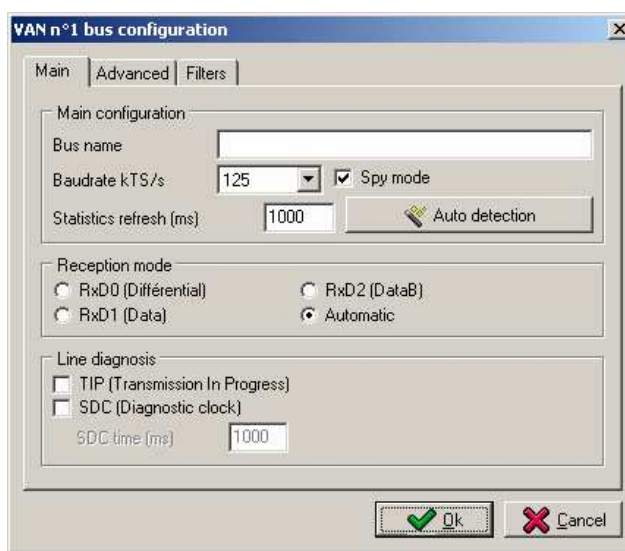 VAN n°1 bus configuration
Main Advanced Filters
Main configuration
Bus name
Baudrate kTS/s 125 Spy mode
Statistics refresh (ms) 1000 Auto detection
Reception mode
RxD0 (Différential) RxD2 (DataB)
RxD1 (Data) Automatic
Line diagnosis
TIP (Transmission In Progress)
SDC (Diagnostic clock)
SDC time (ms) 1000
Ok Cancel